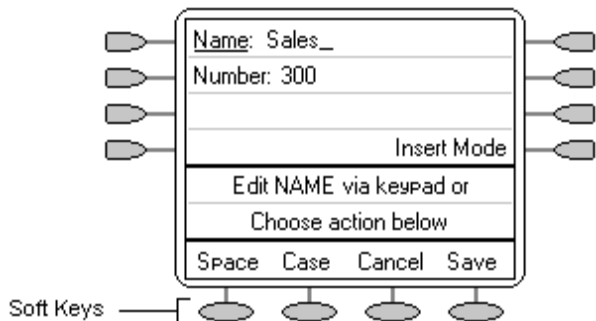 Name: Sales_
Number: 300
Insert Mode
Edit NAME via keypad or
Choose action below
Space Case Cancel Save
Soft Keys